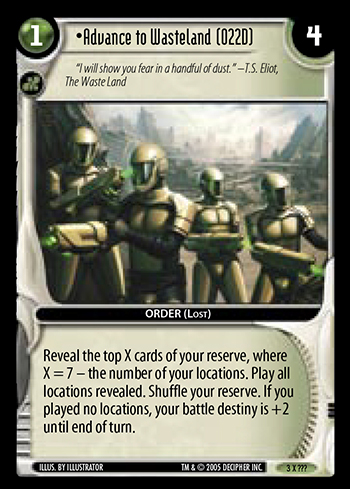 1
•Advance to Wasteland (022D)
4
“I will show you fear in a handful of dust.” –T.S. Eliot,
The Waste Land
ORDER (LOST)
Reveal the top X cards of your reserve, where
X = 7 – the number of your locations. Play all
locations revealed. Shuffle your reserve. If you
played no locations, your battle destiny is +2
until end of turn.
ILLUS. BY ILLUSTRATOR
TM & © 2005 DECIPHER INC.
3 X ???